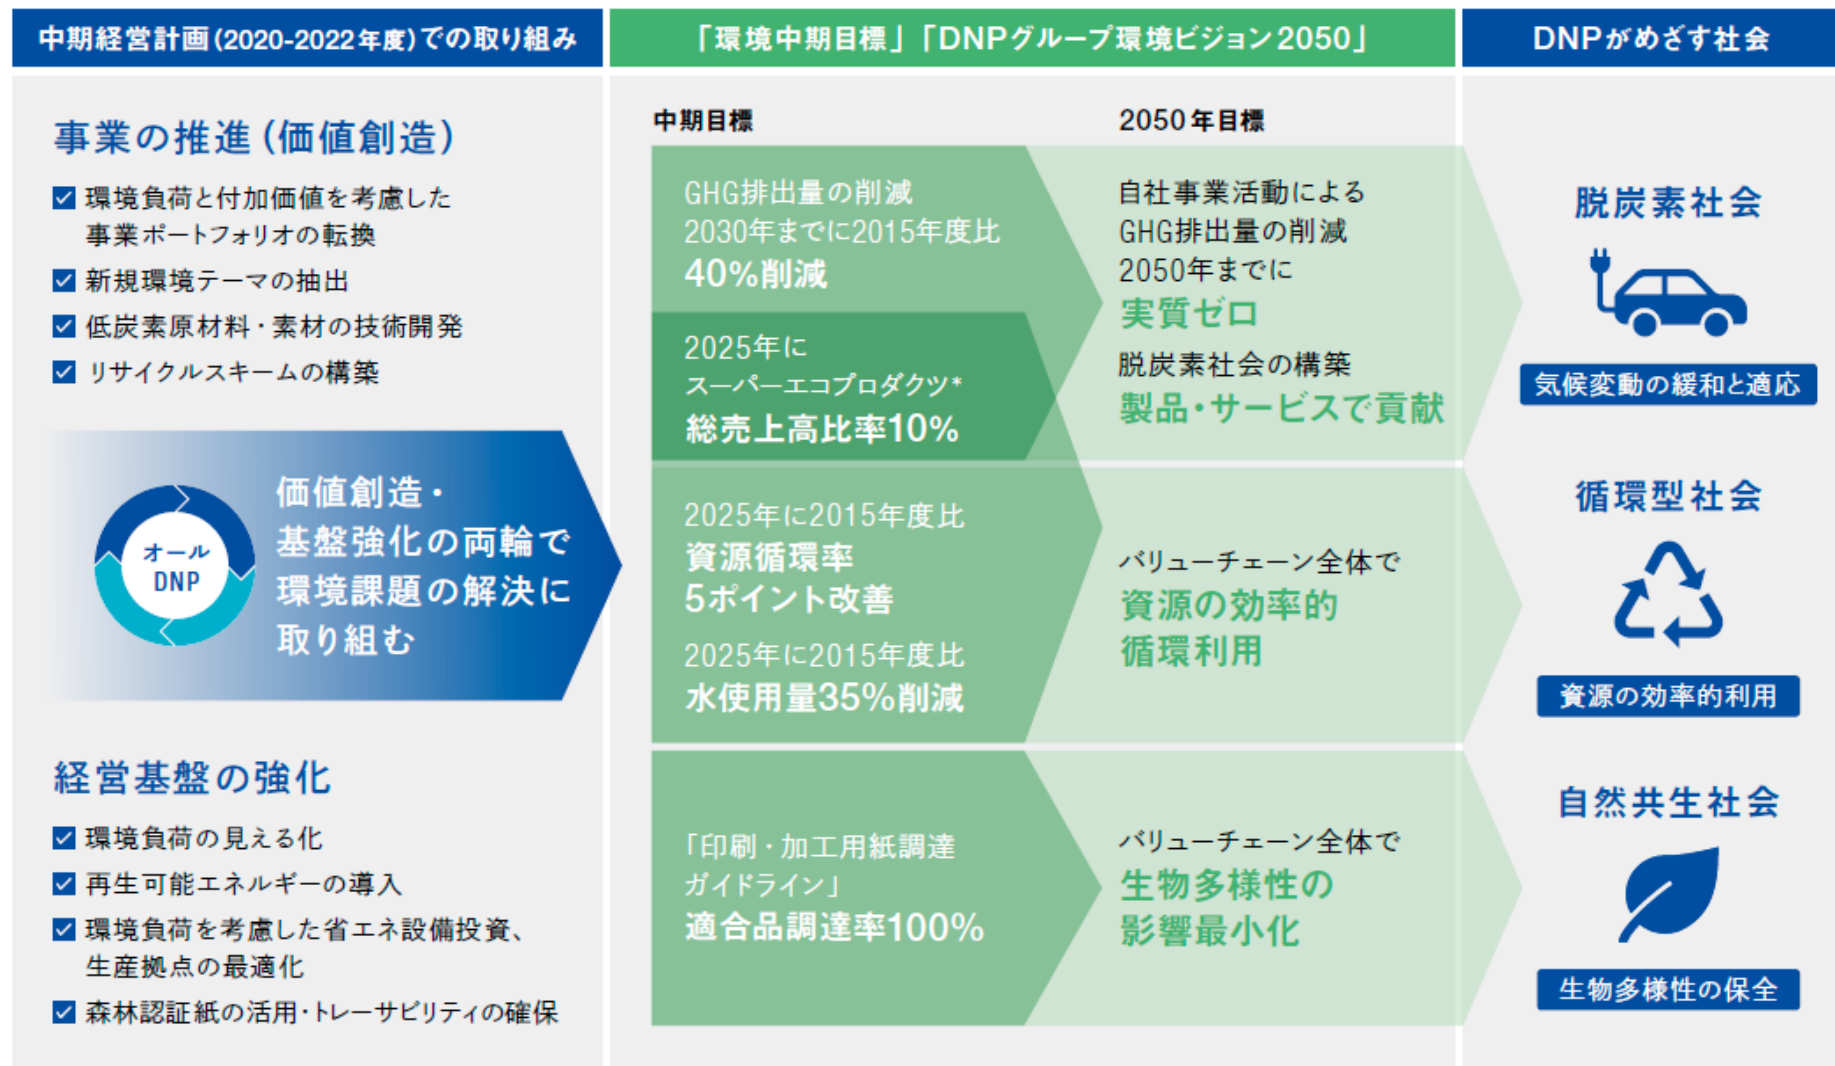 中期経営計画(2020-2022年度)での取り組み
事業の推進(価値創造)
環境負荷と付加価値を考慮した
事業ポートフォリオの転換
新規環境テーマの抽出
低炭素原材料・素材の技術開発
リサイクルスキームの構築
オール
DNP
価値創造・
基盤強化の両輪で
環境課題の解決に
取り組む
経営基盤の強化
環境負荷の見える化
再生可能エネルギーの導入
環境負荷を考慮した省エネ設備投資、
生産拠点の最適化
森林認証紙の活用・トレーサビリティの確保
「環境中期目標」「DNPグループ環境ビジョン2050」
中期目標
GHG排出量の削減
2030年までに2015年度比
40%削減
2025年に
スーパーエコプロダクツ*
総売上高比率10%
2025年に2015年度比
資源循環率
5ポイント改善
2025年に2015年度比
水使用量35%削減
「印刷・加工用紙調達
ガイドライン」
適合品調達率100%
2050年目標
自社事業活動による
GHG排出量の削減
2050年までに
実質ゼロ
脱炭素社会の構築
製品・サービスで貢献
バリューチェーン全体で
資源の効率的
循環利用
バリューチェーン全体で
生物多様性の
影響最小化
DNPがめざす社会
脱炭素社会
気候変動の緩和と適応
循環型社会
資源の効率的利用
自然共生社会
生物多様性の保全